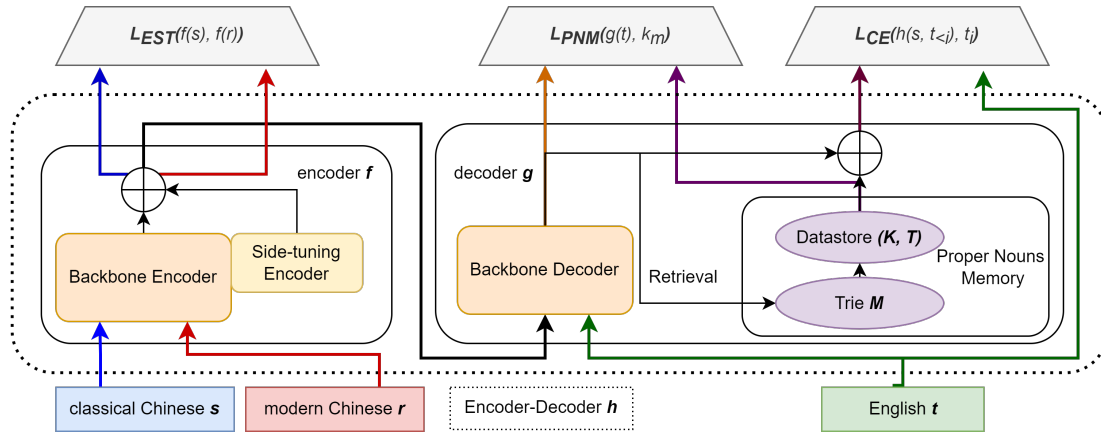 L_EST(f(s), f(r))
L_PNM(g(t), k_m)
L_CE(h(s, t_<i), t_i)
encoder f
decoder g
Backbone Encoder
Side-tuning
Encoder
Backbone Decoder
Retrieval
Datastore (K, T)
Trie M
Proper Nouns
Memory
classical Chinese s
modern Chinese r
Encoder-Decoder h
English t